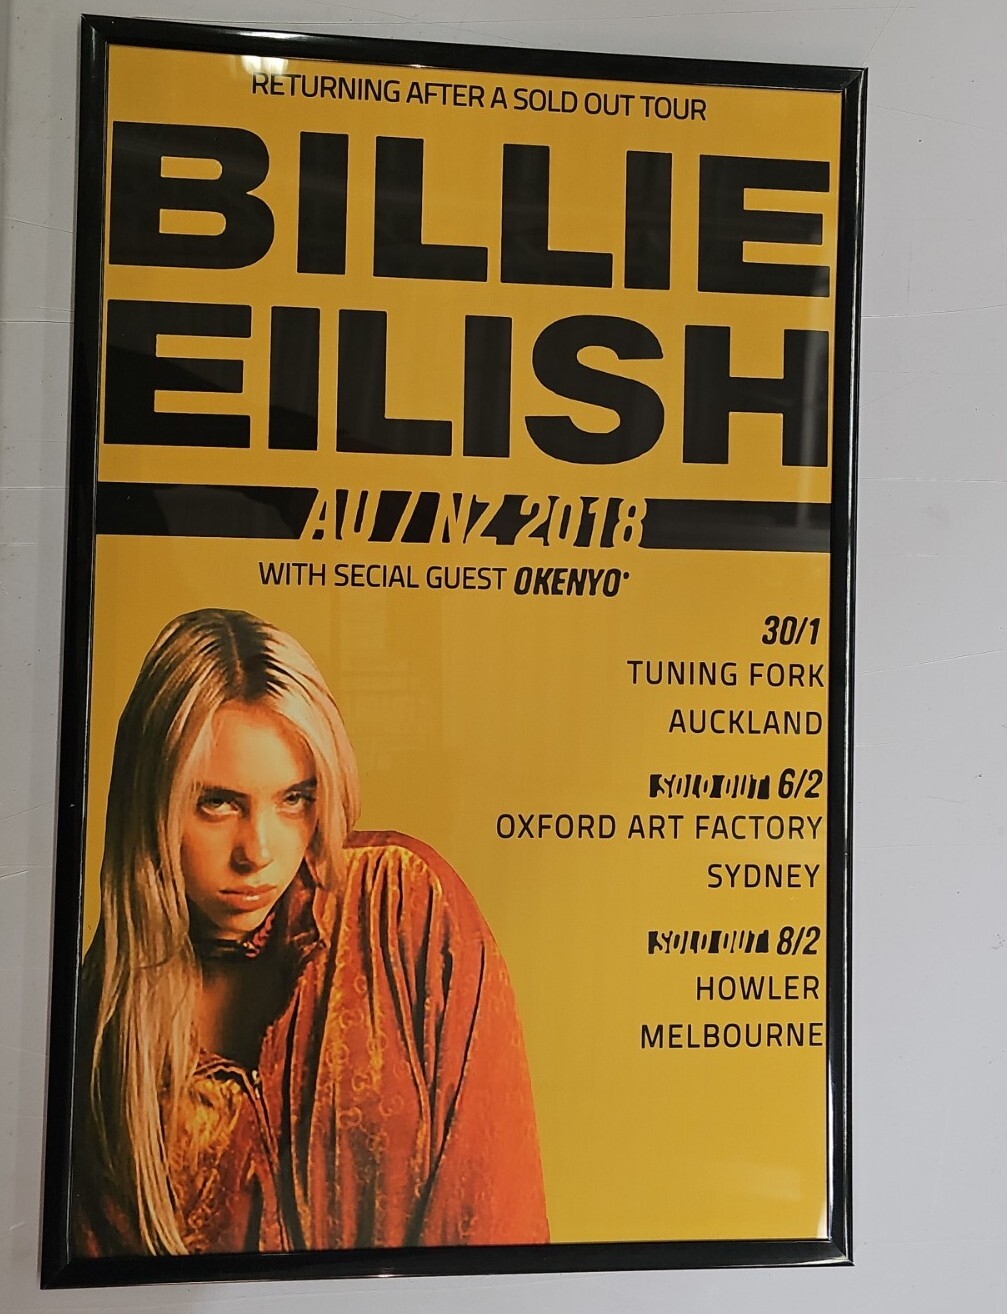 RETURNING AFTER A SOLD OUT TOUR
BILLIE
EILISH
AU / NZ 2018
WITH SECIAL GUEST OKENYO*
30/1
TUNING FORK
AUCKLAND
SOLD OUT 6/2
OXFORD ART FACTORY
SYDNEY
SOLD OUT 8/2
HOWLER
MELBOURNE